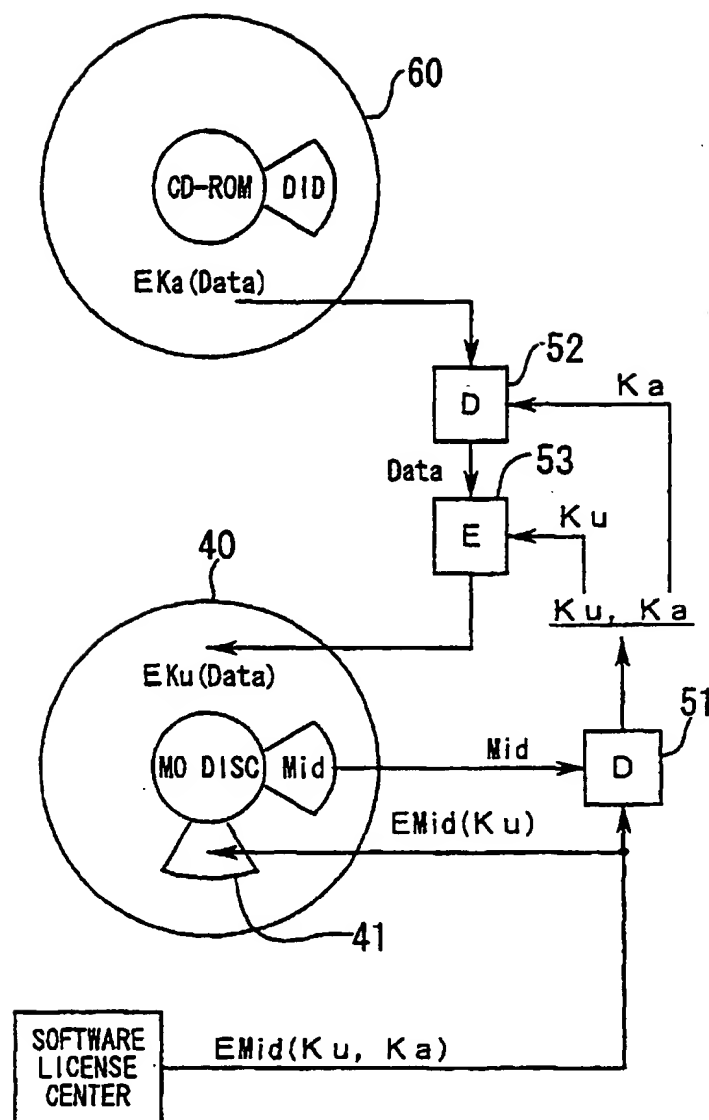 60
CD-ROM
DID
EKa(Data)
52
D
Ka
Data
53
E
Ku
40
Ku, Ka
EKu(Data)
51
MO DISC
Mid
Mid
D
EMid(Ku)
41
SOFTWARE
LICENSE
CENTER
EMid(Ku, Ka)